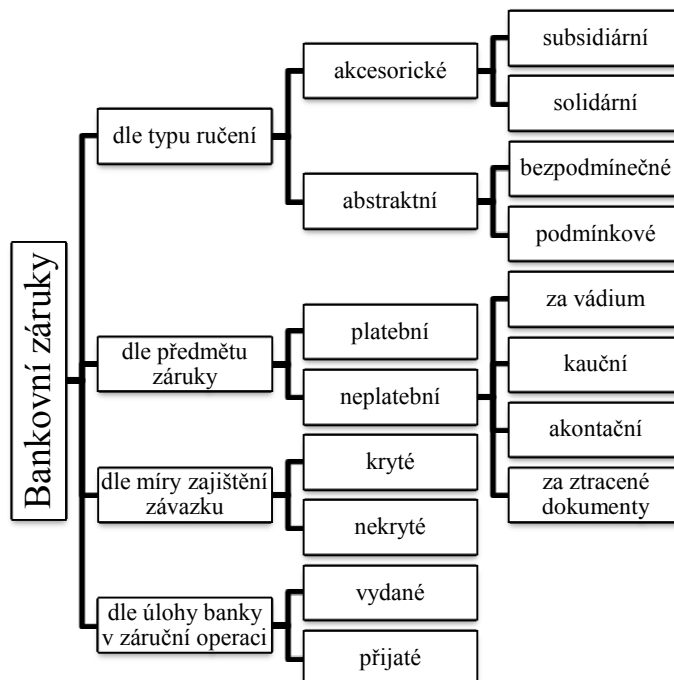 Bankovní záruky
dle typu ručení
akcesorické
subsidiární
solidární
abstraktní
bezpodmínečné
podmínkové
dle předmětu
záruky
platební
neplatební
za vádium
kauční
akontační
za ztracené
dokumenty
dle míry zajištění
závazku
kryté
nekryté
dle úlohy banky
v záruční operaci
vydané
přijaté